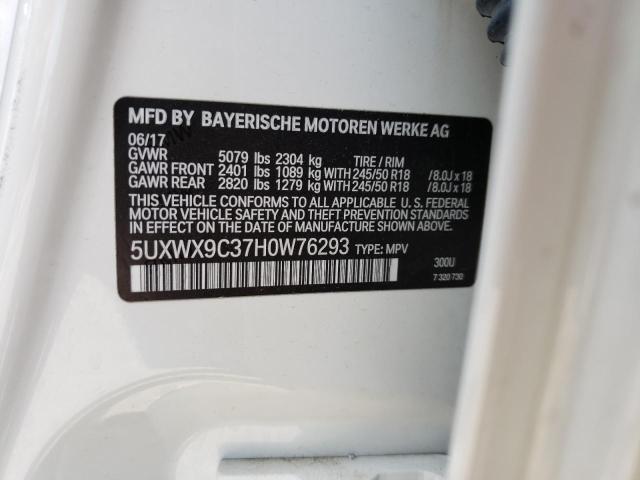 MFD BY BAYERISCHE MOTOREN WERKE AG
06/17
GVWR 5079 lbs 2304 kg TIRE / RIM
GAWR FRONT 2401 lbs 1089 kg WITH 245/50 R18 /8.0J x 18
GAWR REAR 2820 lbs 1279 kg WITH 245/50 R18 /8.0J x 18
THIS VEHICLE CONFORMS TO ALL APPLICABLE U. S. FEDERAL
MOTOR VEHICLE SAFETY AND THEFT PREVENTION STANDARDS
IN EFFECT ON THE DATE OF MANUFACTURE SHOWN ABOVE.
5UXWX9C37H0W76293 TYPE: MPV
300U
7 320 730